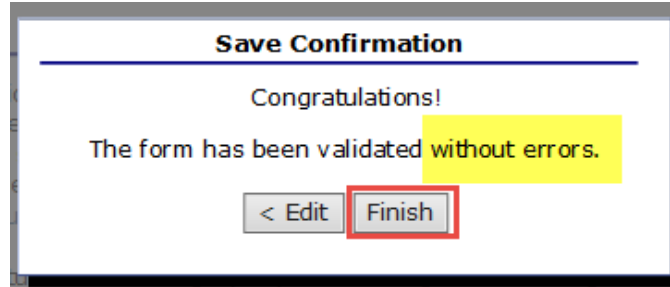 Save Confirmation
Congratulations!
The form has been validated without errors.
< Edit Finish